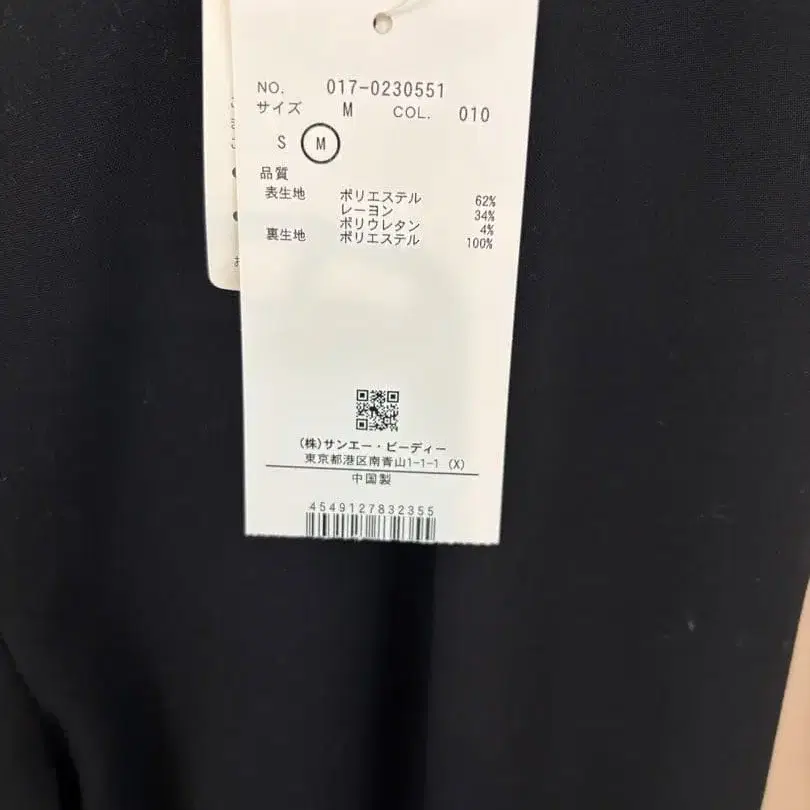 NO. 017-0230551
サイズ M COL. 010
S M
品質
表生地 ポリエステル 62%
レーヨン 34%
ポリウレタン 4%
裏生地 ポリエステル 100%
(株)サンエー・ビーディー
東京都港区南青山1-1-1 (X)
中国製
4549127832355